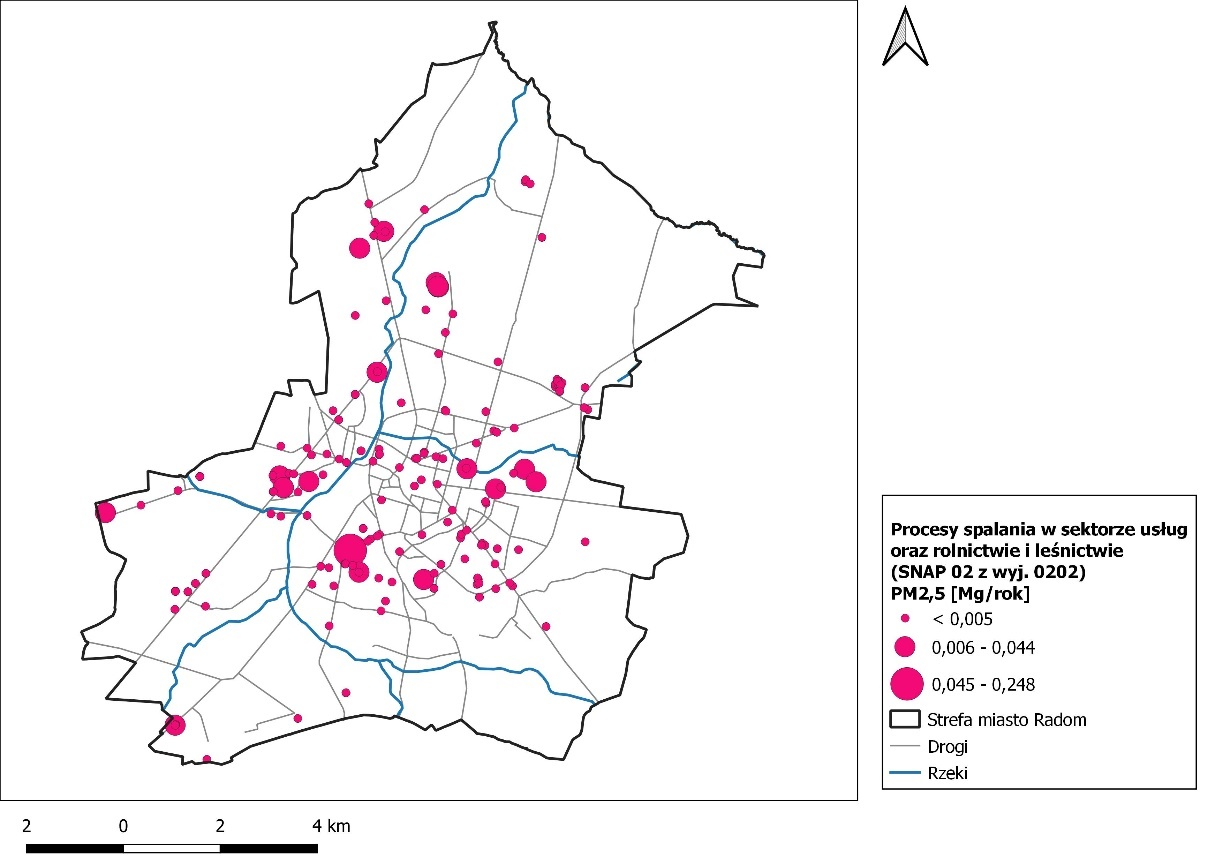 Procesy spalania w sektorze usług
oraz rolnictwie i leśnictwie
(SNAP 02 z wyj. 0202)
PM2,5 [Mg/rok]
< 0,005
0,006 - 0,044
0,045 - 0,248
Strefa miasto Radom
Drogi
Rzeki
2 0 2 4 km